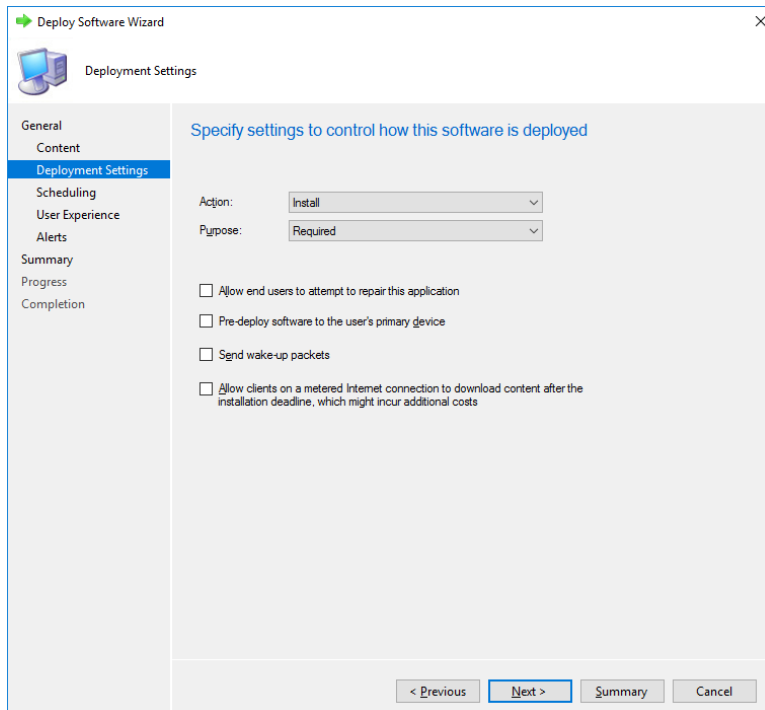 Deploy Software Wizard
Deployment Settings
General
Content
Deployment Settings
Scheduling
User Experience
Alerts
Summary
Progress
Completion
Specify settings to control how this software is deployed
Action: Install
Purpose: Required
Allow end users to attempt to repair this application
Pre-deploy software to the user's primary device
Send wake-up packets
Allow clients on a metered Internet connection to download content after the
installation deadline, which might incur additional costs
< Previous Next > Summary Cancel